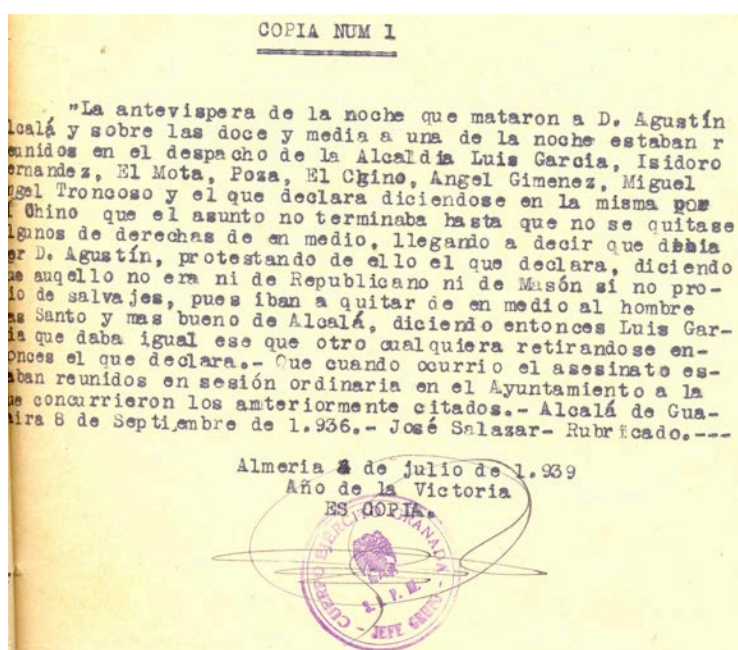 COPIA NUM 1
"La antevispera de la noche que mataron a D. Agustín
lcalá y sobre las doce y media a una de la noche estaban r
eunidos en el despacho de la Alcaldia Luis Garcia, Isidoro
ernandez, El Mota, Poza, El Chino, Angel Gimenez, Miguel
ngel Troncoso y el que declara diciendose en la misma por
l Chino que el asunto no terminaba hasta que no se quitase
lgunos de derechas de en medio, llegando a decir que debia
er D. Agustín, protestando de ello el que declara, diciendo
ue auqello no era ni de Republicano ni de Masón si no pro-
io de salvajes, pues iban a quitar de en medio al hombre
as Santo y mas bueno de Alcalá, diciendo entonces Luis Gar-
ia que daba igual ese que otro cualquiera retirandose en-
onces el que declara.- Que cuando ocurrio el asesinato es-
aban reunidos en sesión ordinaria en el Ayuntamiento a la
ue concurrieron los amteriormente citados.- Alcalá de Gua-
aira 8 de Septiembre de 1.936.- José Salazar- Rubricado.---
Almeria de julio de 1.939
Año de la Victoria
ES COPIA.
CUERPO EJÉRCITO GRANADA
S. I. P. M.
- JEFE GRUPO -